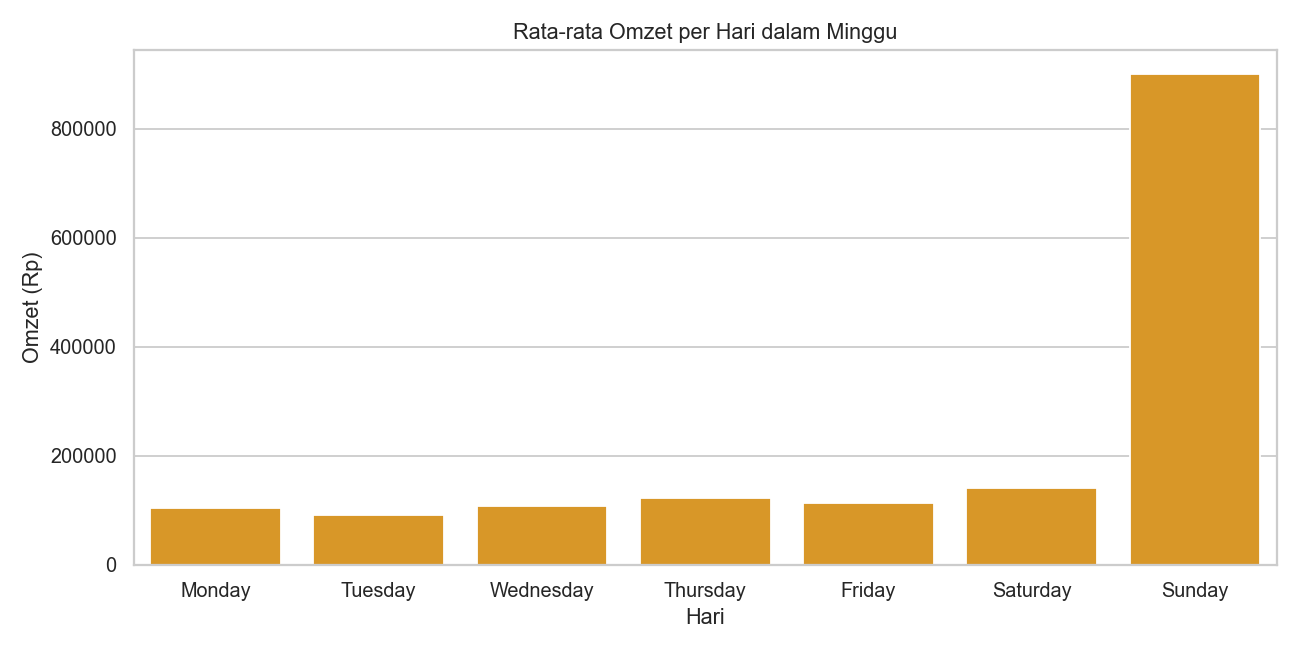 Rata-rata Omzet per Hari dalam Minggu
Omzet (Rp)
800000
600000
400000
200000
0
Monday Tuesday Wednesday Thursday Friday Saturday Sunday
Hari